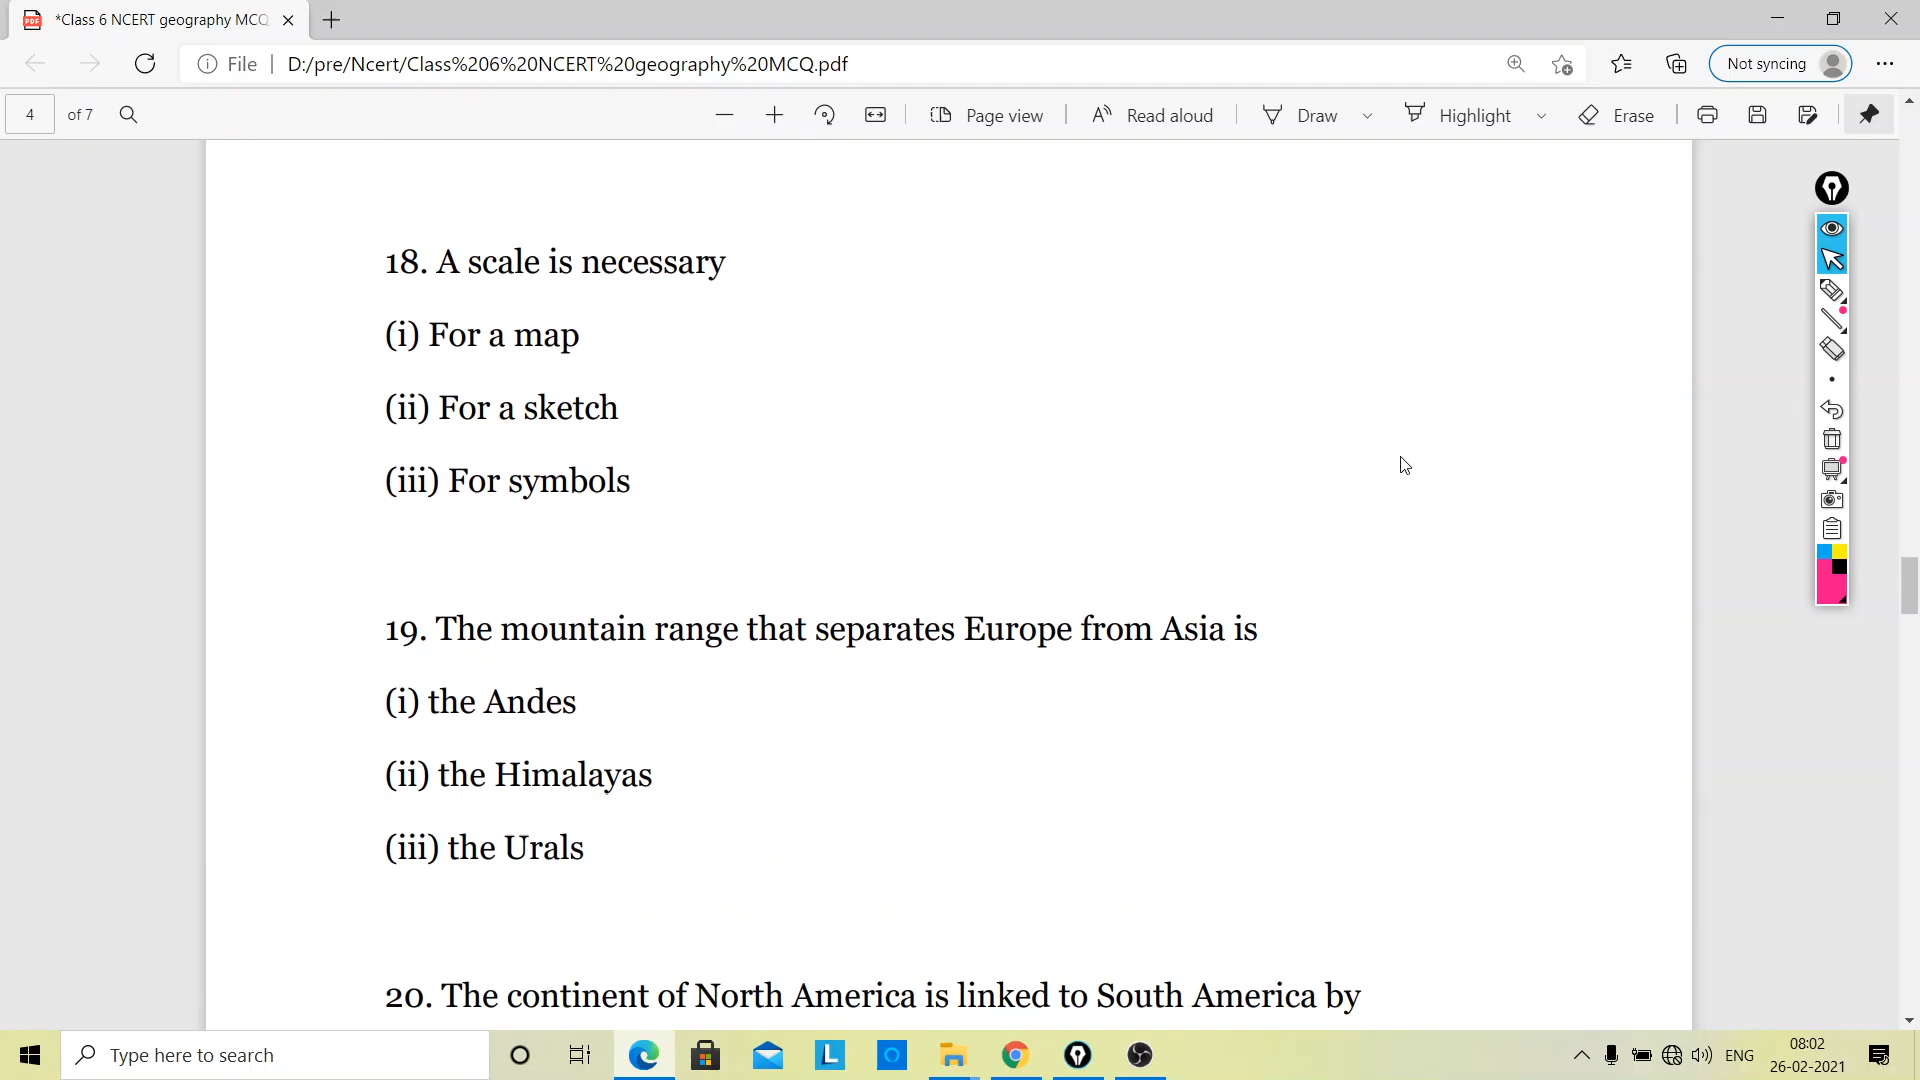 *Class 6 NCERT geography MCQ
File
D:/pre/Ncert/Class%206%20NCERT%20geography%20MCQ.pdf
Not syncing
4 of 7
Page view
Read aloud
Draw
Highlight
Erase
18. A scale is necessary
(i) For a map
(ii) For a sketch
(iii) For symbols
19. The mountain range that separates Europe from Asia is
(i) the Andes
(ii) the Himalayas
(iii) the Urals
20. The continent of North America is linked to South America by
Type here to search
L
ENG
08:02
26-02-2021